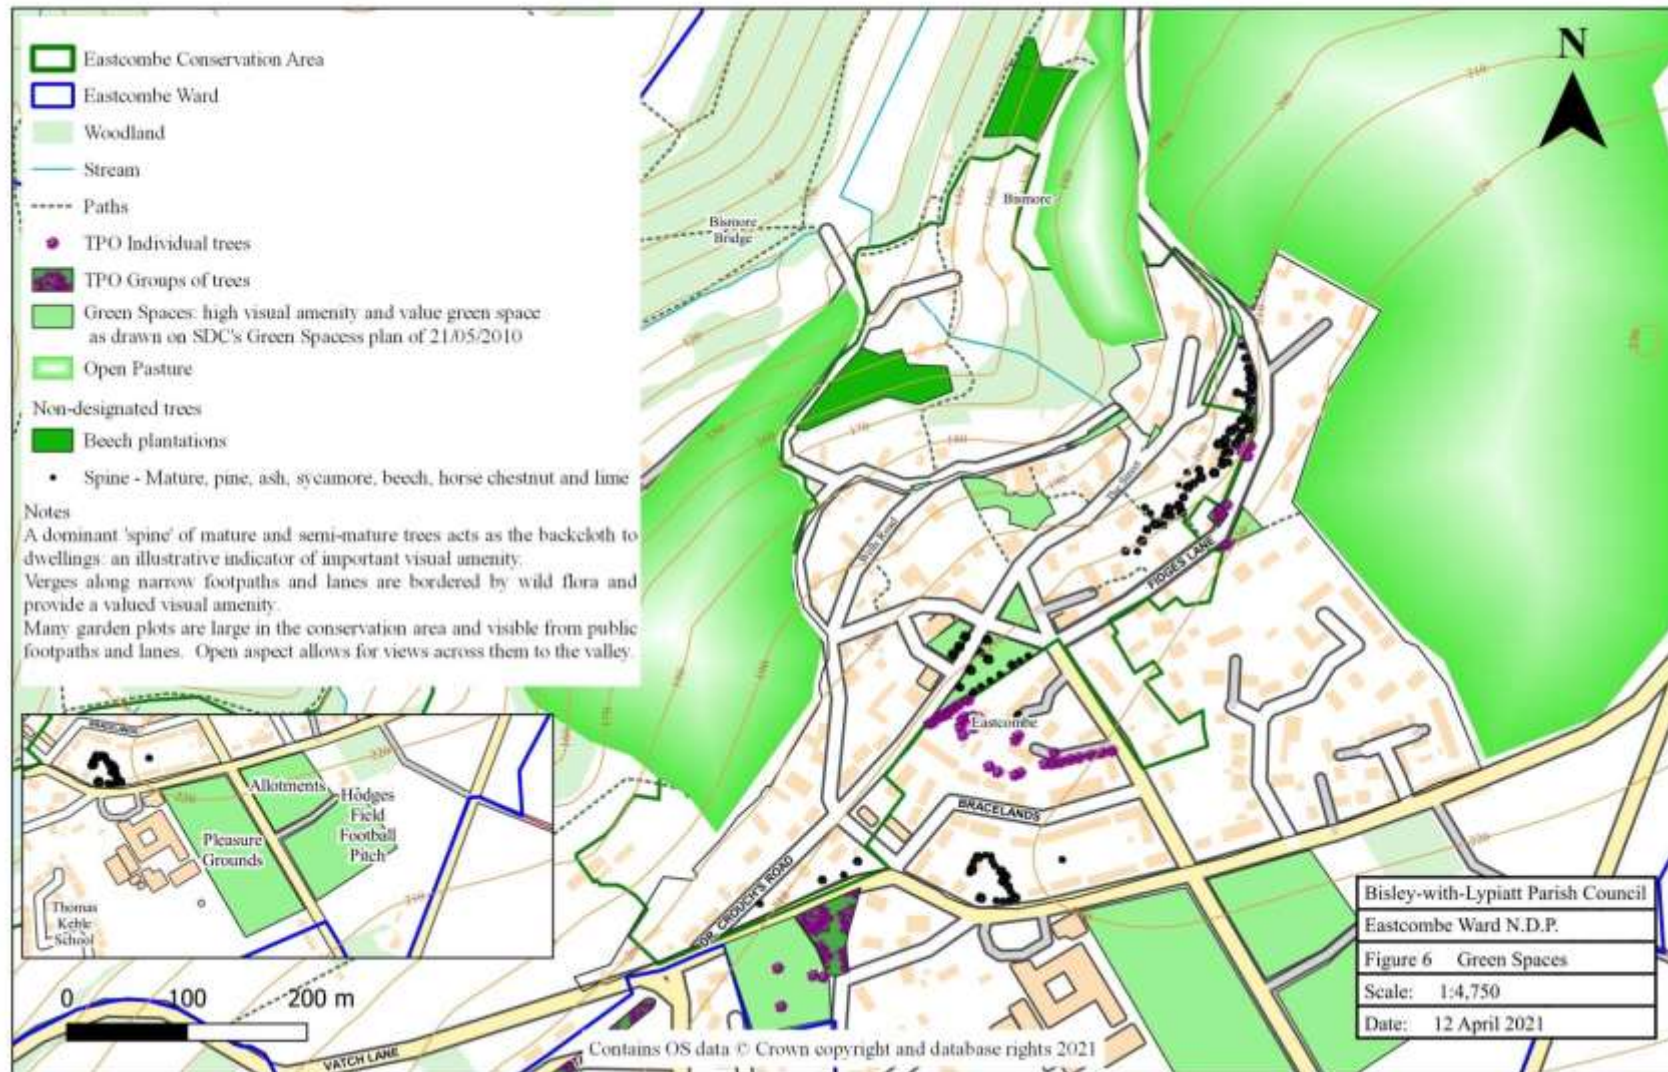 Eastcombe Conservation Area
Eastcombe Ward
Woodland
Stream
Paths
TPO Individual trees
TPO Groups of trees
Green Spaces: high visual amenity and value green space
as drawn on SDC's Green Spacess plan of 21/05/2010
Open Pasture
Non-designated trees
Beech plantations
Spine - Mature, pine, ash, sycamore, beech, horse chestnut and lime
Notes
A dominant 'spine' of mature and semi-mature trees acts as the backcloth to
dwellings: an illustrative indicator of important visual amenity.
Verges along narrow footpaths and lanes are bordered by wild flora and
provide a valued visual amenity.
Many garden plots are large in the conservation area and visible from public
footpaths and lanes. Open aspect allows for views across them to the valley.
N
Bismore
Bismore
Bridge
The Street
Wells Road
FIDGES LANE
Eastcombe
BRACELANDS
DR. CROUCH'S ROAD
VATCH LANE
Allotments
Hodges
Field
Football
Pitch
Pleasure
Grounds
Thomas
Keble
School
0 100 200 m
Contains OS data © Crown copyright and database rights 2021
Bisley-with-Lypiatt Parish Council
Eastcombe Ward N.D.P.
Figure 6 Green Spaces
Scale: 1:4,750
Date: 12 April 2021